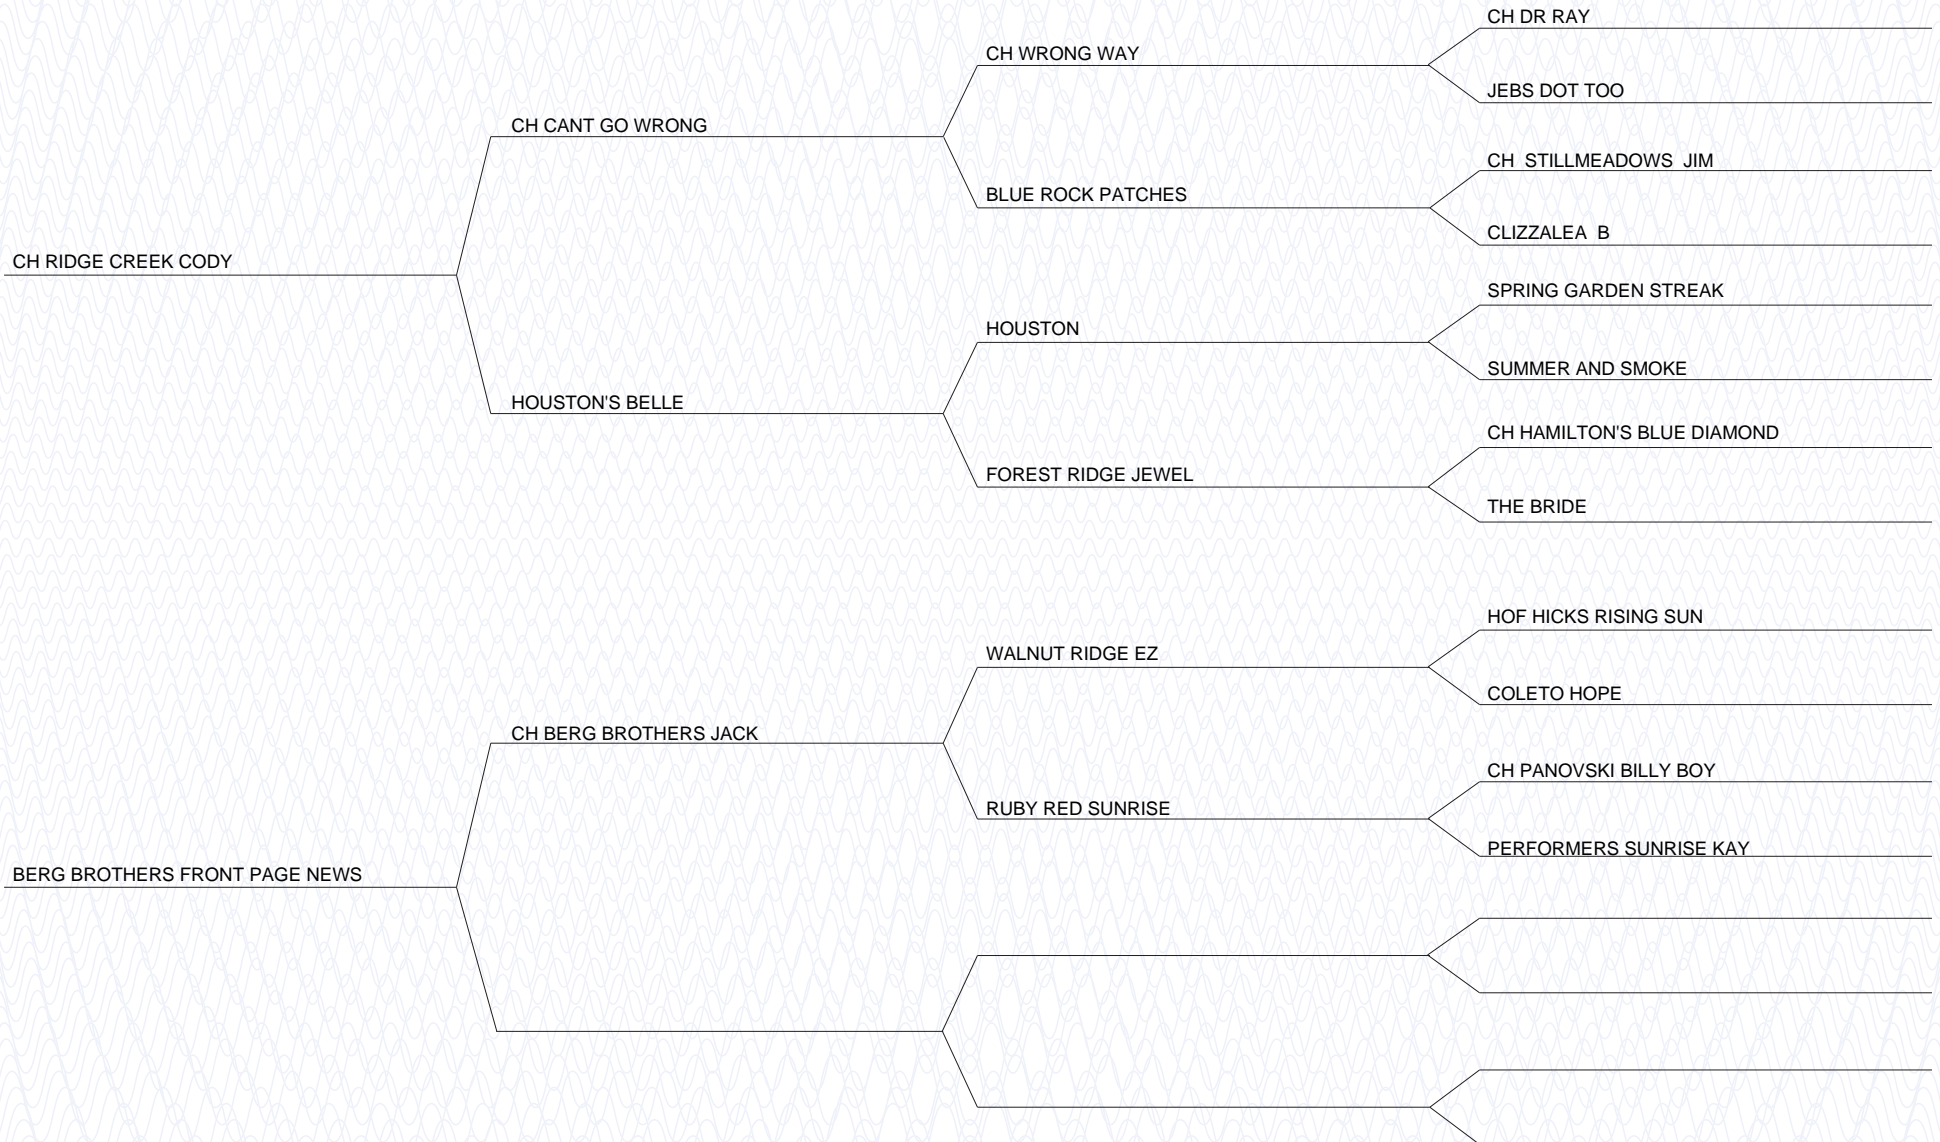 CH DR RAY
CH WRONG WAY
JEBS DOT TOO
CH CANT GO WRONG
CH  STILLMEADOWS  JIM
BLUE ROCK PATCHES
CLIZZALEA  B
CH RIDGE CREEK CODY
SPRING GARDEN STREAK
HOUSTON
SUMMER AND SMOKE
HOUSTON'S BELLE
CH HAMILTON'S BLUE DIAMOND
FOREST RIDGE JEWEL
THE BRIDE
HOF HICKS RISING SUN
WALNUT RIDGE EZ
COLETO HOPE
CH BERG BROTHERS JACK
CH PANOVSKI BILLY BOY
RUBY RED SUNRISE
PERFORMERS SUNRISE KAY
BERG BROTHERS FRONT PAGE NEWS